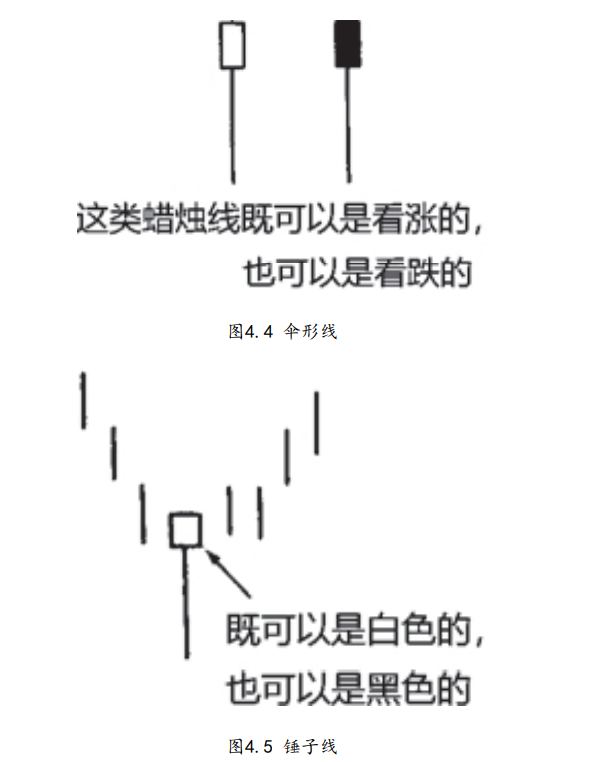 这类蜡烛线既可以是看涨的，
也可以是看跌的
图4.4 伞形线
既可以是白色的，
也可以是黑色的
图4.5 锤子线